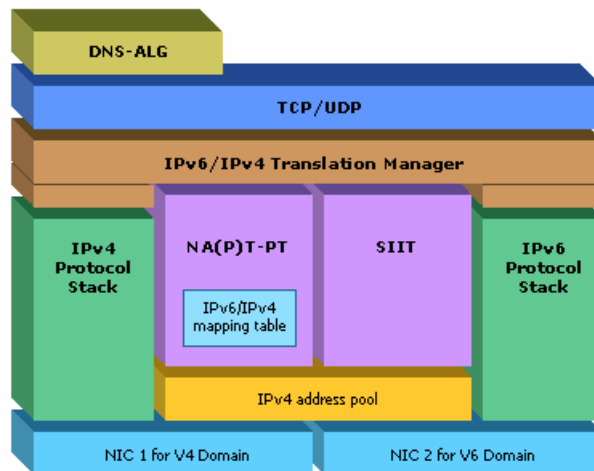 DNS-ALG
TCP/UDP
IPv6/IPv4 Translation Manager
IPv4
Protocol
Stack
NA(P)T-PT
IPv6/IPv4
mapping table
SIIT
IPv6
Protocol
Stack
IPv4 address pool
NIC 1 for V4 Domain
NIC 2 for V6 Domain